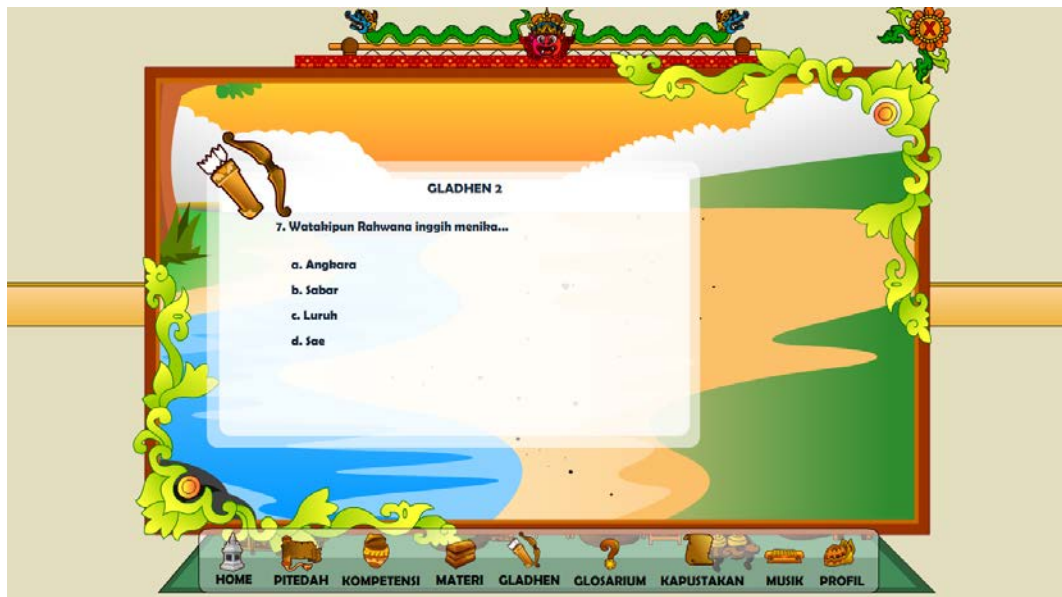 X
GLADHEN 2
7. Watakipun Rahwana inggih menika...
a. Angkara
b. Sabar
c. Luruh
d. Sae
HOME PITEDAH KOMPETENSI MATERI GLADHEN GLOSARIUM KAPUSTAKAN MUSIK PROFIL